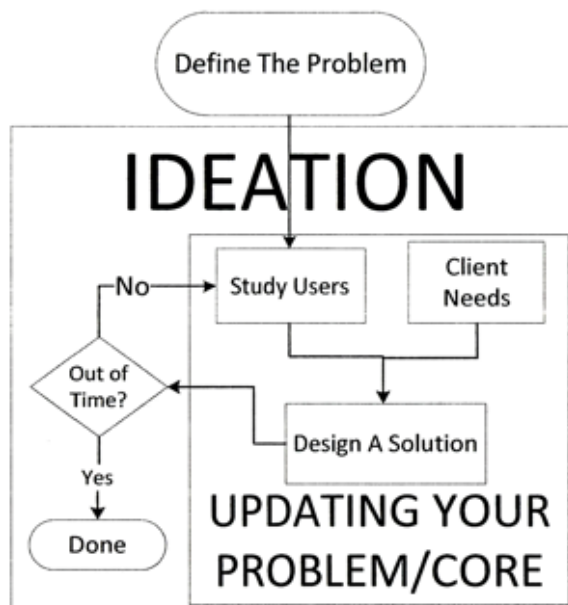 Define The Problem
IDEATION
No
Study Users
Client
Needs
Out of
Time?
Design A Solution
Yes
Done
UPDATING YOUR
PROBLEM/CORE